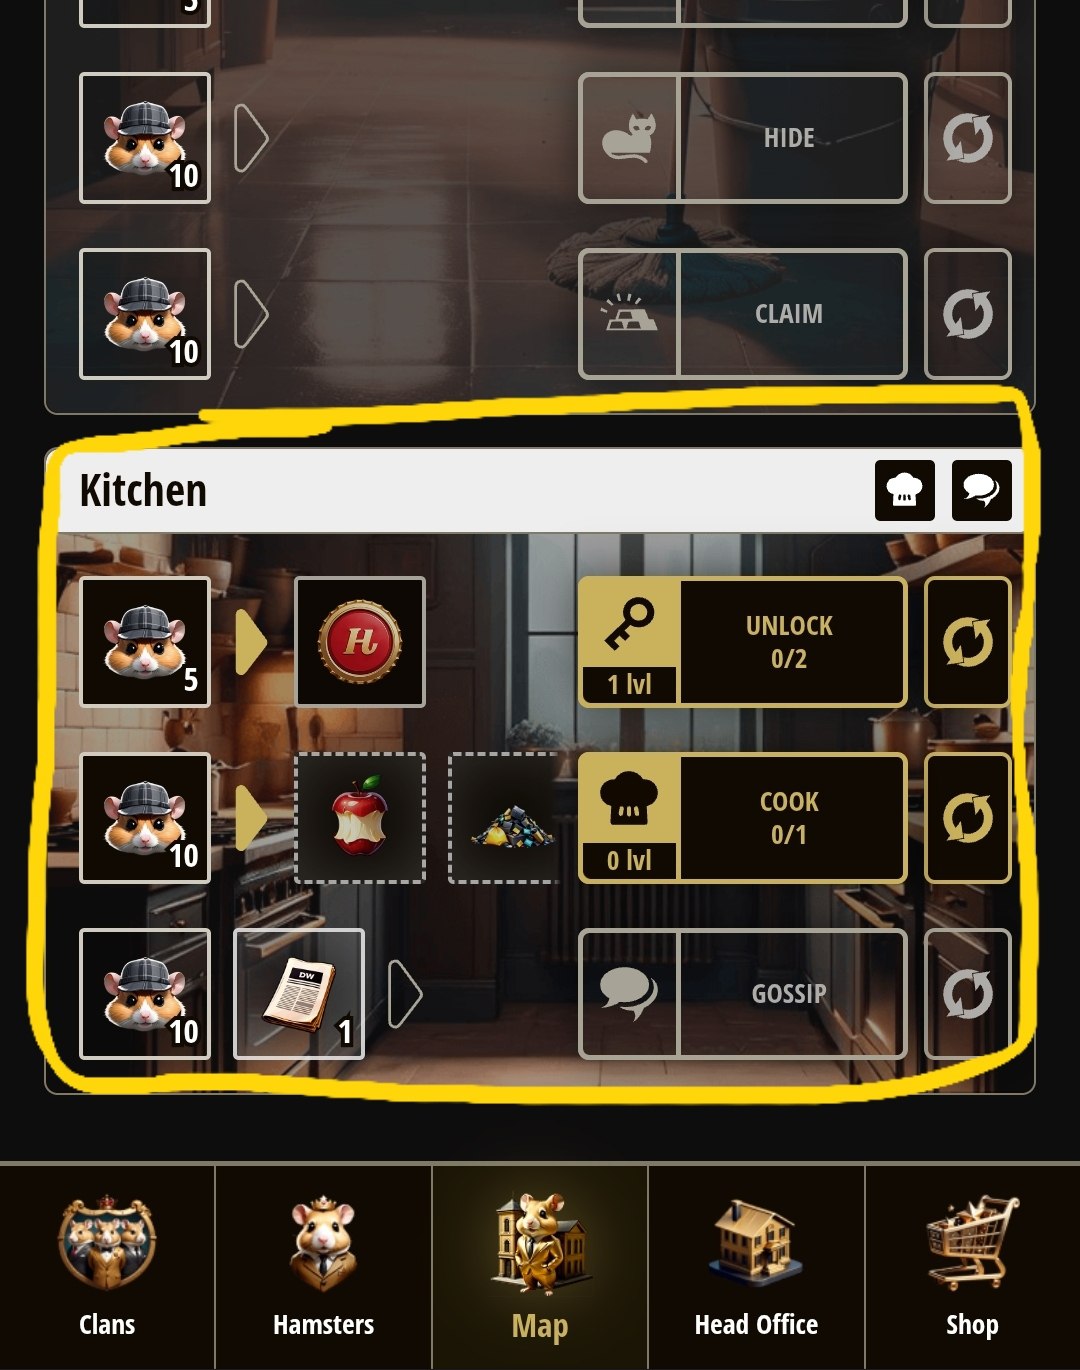 5
10
HIDE
10
CLAIM
Kitchen
5
H
1 lvl
UNLOCK
0/2
10
0 lvl
COOK
0/1
10
DW
1
GOSSIP
Clans
Hamsters
Map
Head Office
Shop